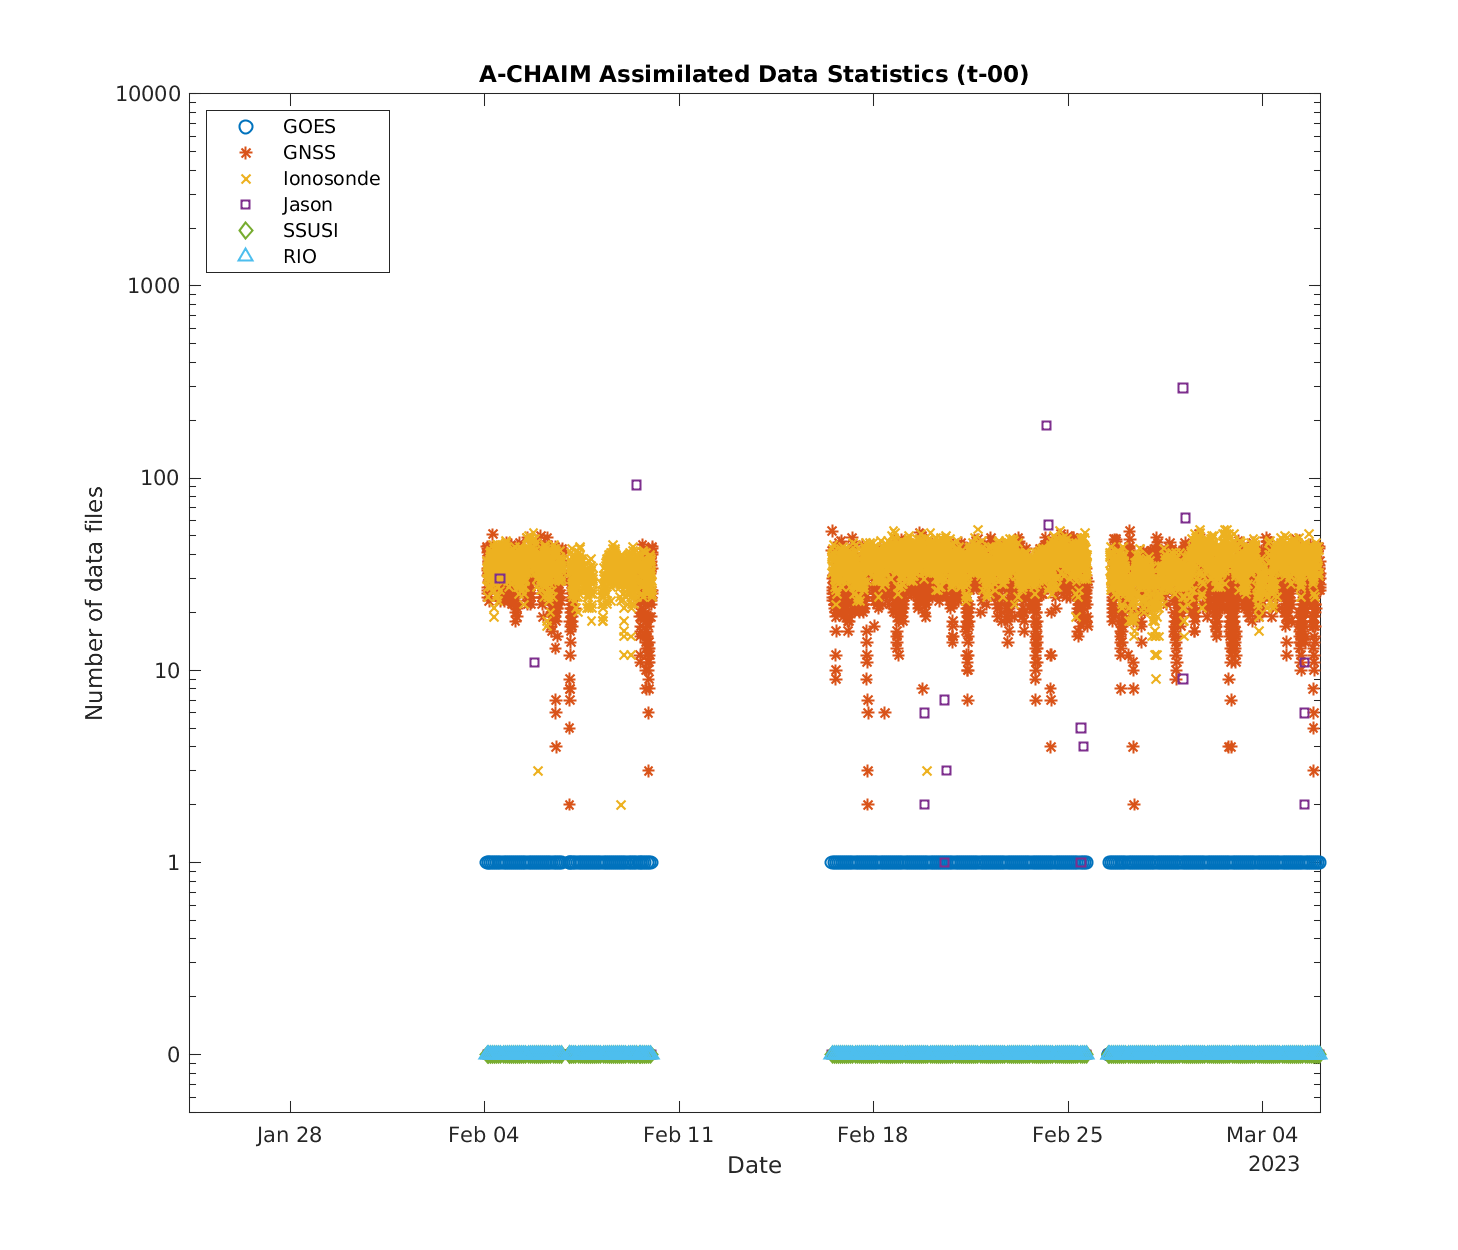 A-CHAIM Assimilated Data Statistics (t-00)
10000
1000
100
10
1
0
Number of data files
GOES
GNSS
Ionosonde
Jason
SSUSI
RIO
Jan 28
Feb 04
Feb 11
Feb 18
Feb 25
Mar 04
2023
Date